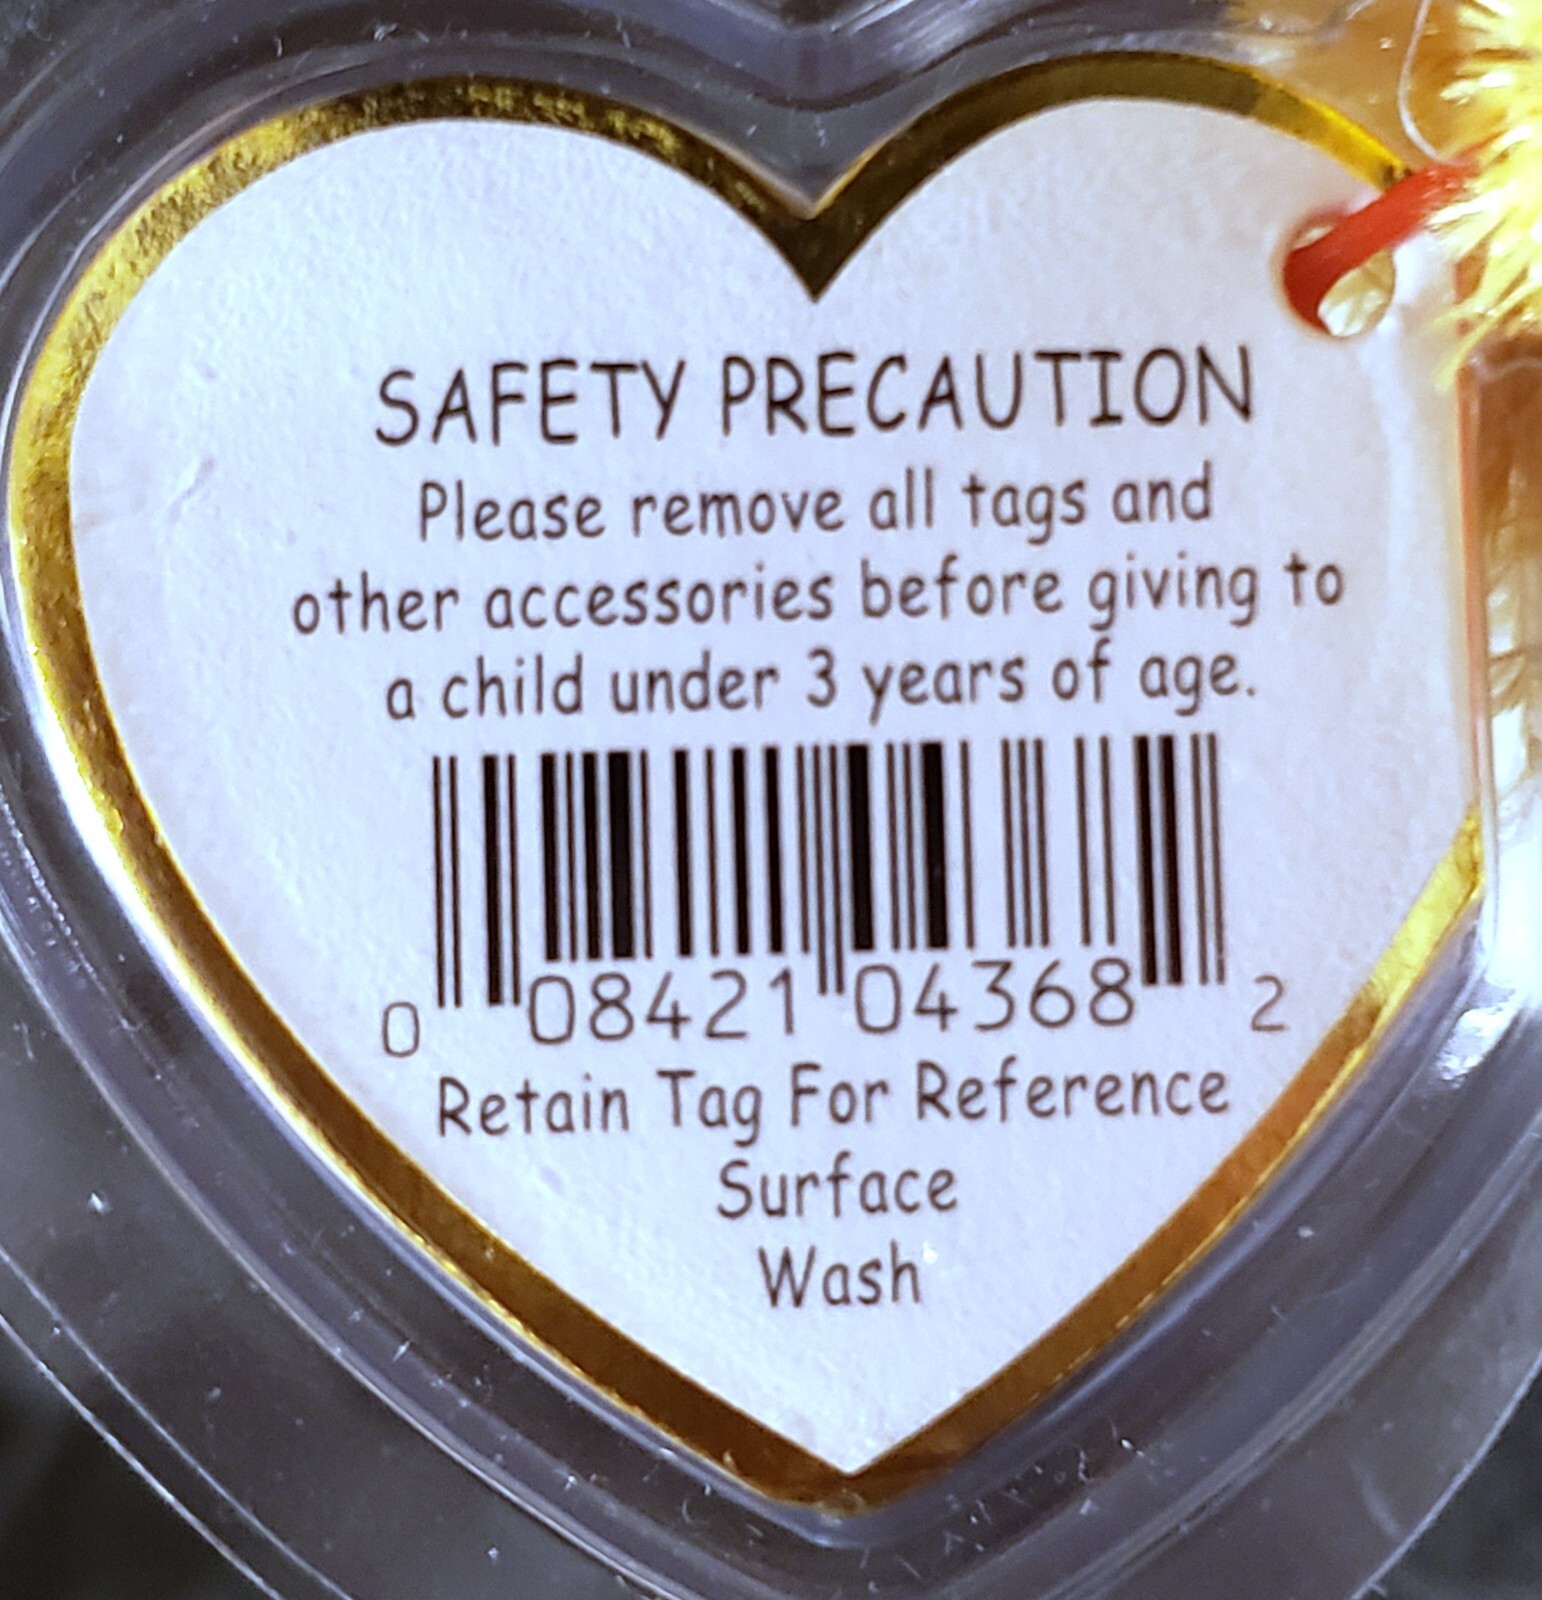 SAFETY PRECAUTION
Please remove all tags and
other accessories before giving to
a child under 3 years of age.
0 08421 04368 2
Retain Tag For Reference
Surface
Wash